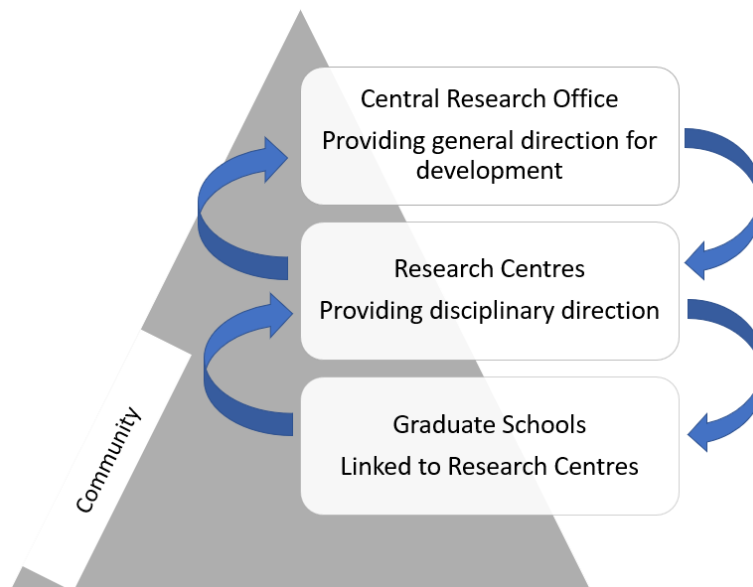 Central Research Office
Providing general direction for
development
Research Centres
Providing disciplinary direction
Graduate Schools
Linked to Research Centres
Community